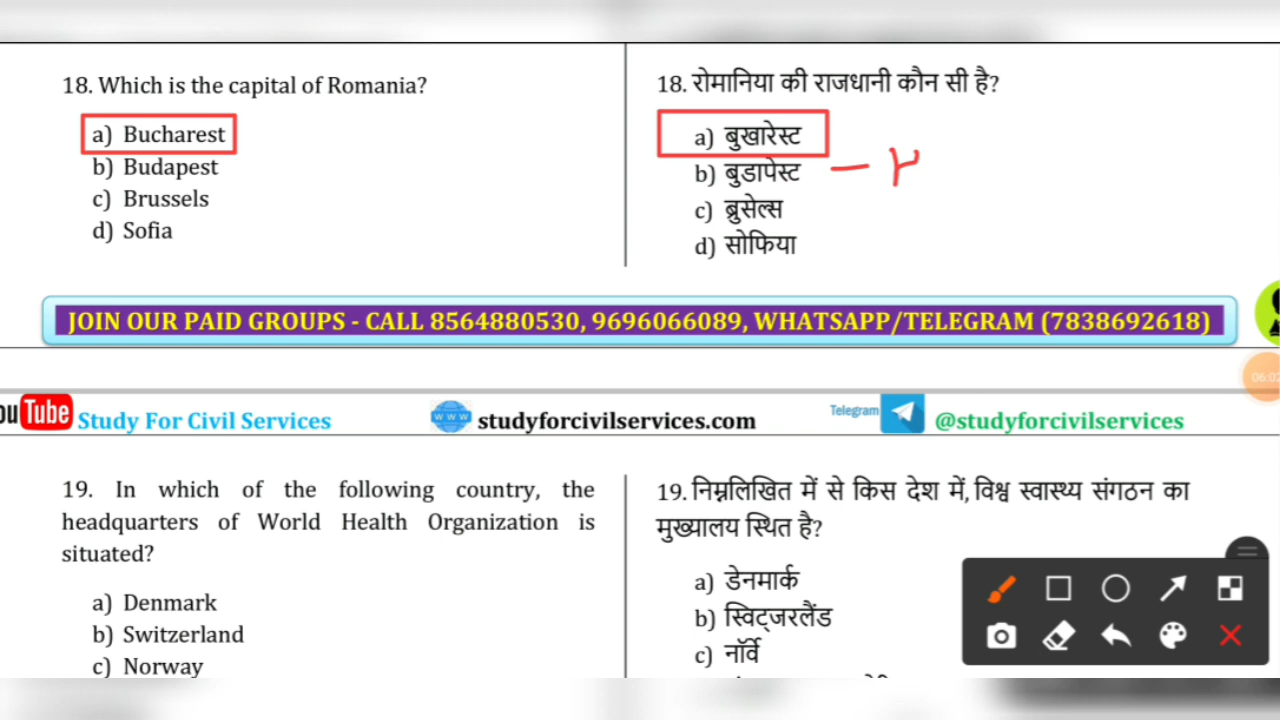 18. Which is the capital of Romania?
a) Bucharest
b) Budapest
c) Brussels
d) Sofia
18. रोमानिया की राजधानी कौन सी है?
a) बुखारेस्ट
b) बुडापेस्ट
c) ब्रुसेल्स
d) सोफिया
JOIN OUR PAID GROUPS - CALL 8564880530, 9696066089, WHATSAPP/TELEGRAM (7838692618)
ouTube Study For Civil Services
www studyforcivilservices.com
Telegram @studyforcivilservices
19. In which of the following country, the
headquarters of World Health Organization is
situated?
a) Denmark
b) Switzerland
c) Norway
19. निम्नलिखित में से किस देश में, विश्व स्वास्थ्य संगठन का
मुख्यालय स्थित है?
a) डेनमार्क
b) स्विट्जरलैंड
c) नॉर्वे